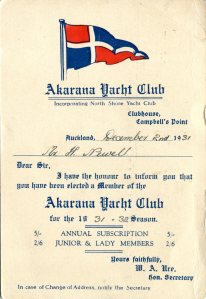 Akarana Yacht Club
Incorporating North Shore Yacht Club
Clubhouse,
Campbell's Point
Auckland, December 2nd 1931
Mr H. Newell
Dear Sir,
I have the honour to inform you that
you have been elected a Member of the
Akarana Yacht Club
for the 1931-32 Season.
5/- ANNUAL SUBSCRIPTION 5/-
2/6 JUNIOR & LADY MEMBERS 2/6
Yours faithfully,
W. A. Ure,
Hon. Secretary
In case of Change of Address, notify the Secretary